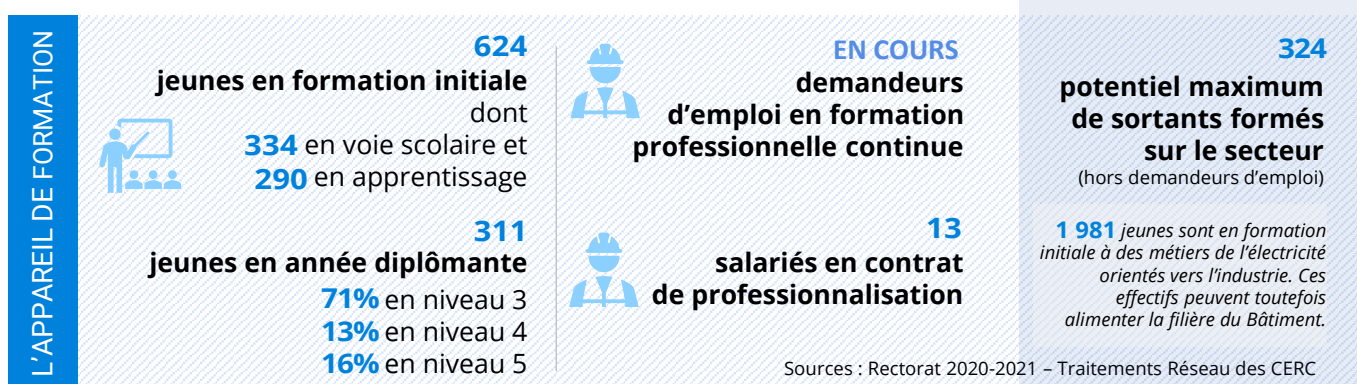 L'APPAREIL DE FORMATION
624
jeunes en formation initiale
dont
334 en voie scolaire et
290 en apprentissage
311
jeunes en année diplômante
71% en niveau 3
13% en niveau 4
16% en niveau 5
EN COURS
demandeurs
d'emploi en formation
professionnelle continue
13
salariés en contrat
de professionnalisation
324
potentiel maximum
de sortants formés
sur le secteur
(hors demandeurs d'emploi)
1 981 jeunes sont en formation
initiale à des métiers de l'électricité
orientés vers l'industrie. Ces
effectifs peuvent toutefois
alimenter la filière du Bâtiment.
Sources : Rectorat 2020-2021 – Traitements Réseau des CERC